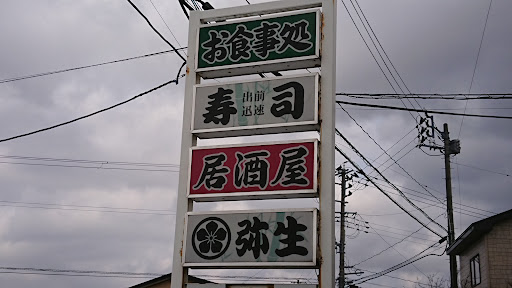 お食事処
寿出前迅速司
居酒屋
弥生